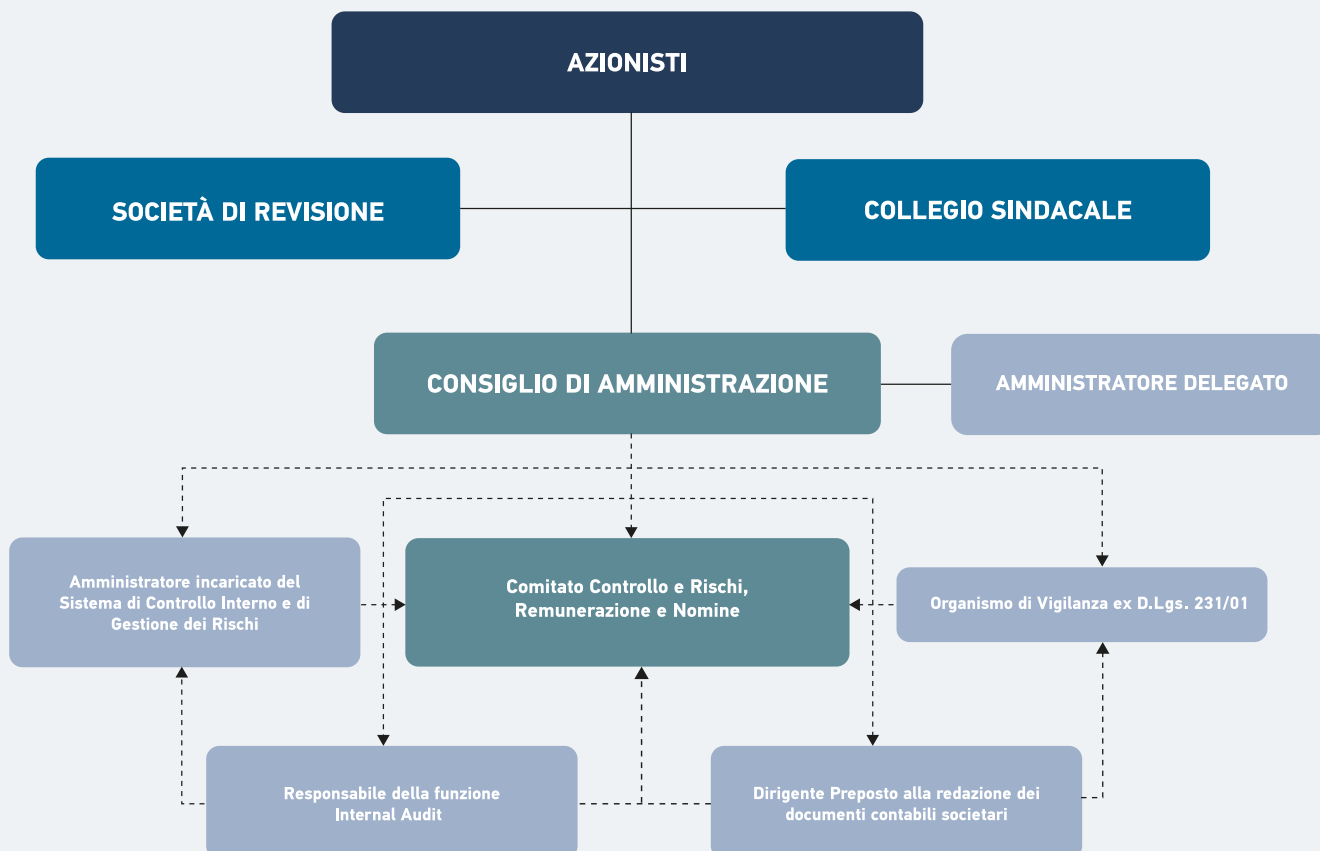 AZIONISTI
SOCIETÀ DI REVISIONE
COLLEGIO SINDACALE
CONSIGLIO DI AMMINISTRAZIONE
AMMINISTRATORE DELEGATO
Amministratore incaricato del
Sistema di Controllo Interno e di
Gestione dei Rischi
Comitato Controllo e Rischi,
Remunerazione e Nomine
Organismo di Vigilanza ex D.Lgs. 231/01
Responsabile della funzione
Internal Audit
Dirigente Preposto alla redazione dei
documenti contabili societari